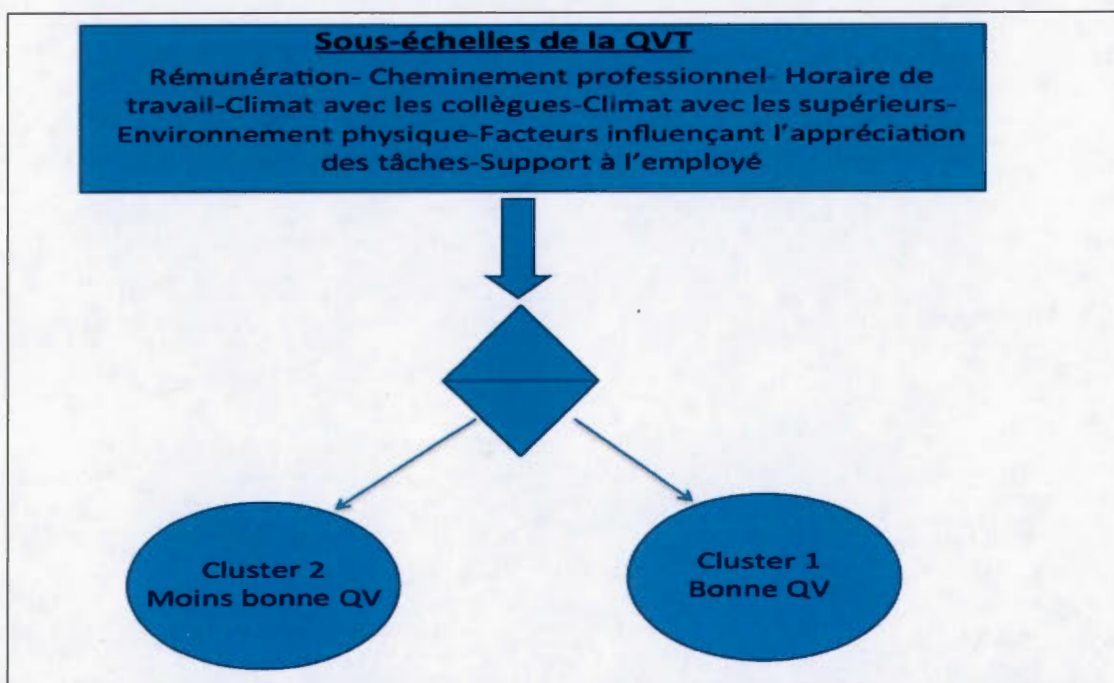 Sous-échelles de la QVT
Rémunération- Cheminement professionnel- Horaire de
travail-Climat avec les collègues-Climat avec les supérieurs-
Environnement physique-Facteurs influençant l'appréciation
des tâches-Support à l'employé
Cluster 2
Moins bonne QV
Cluster 1
Bonne QV